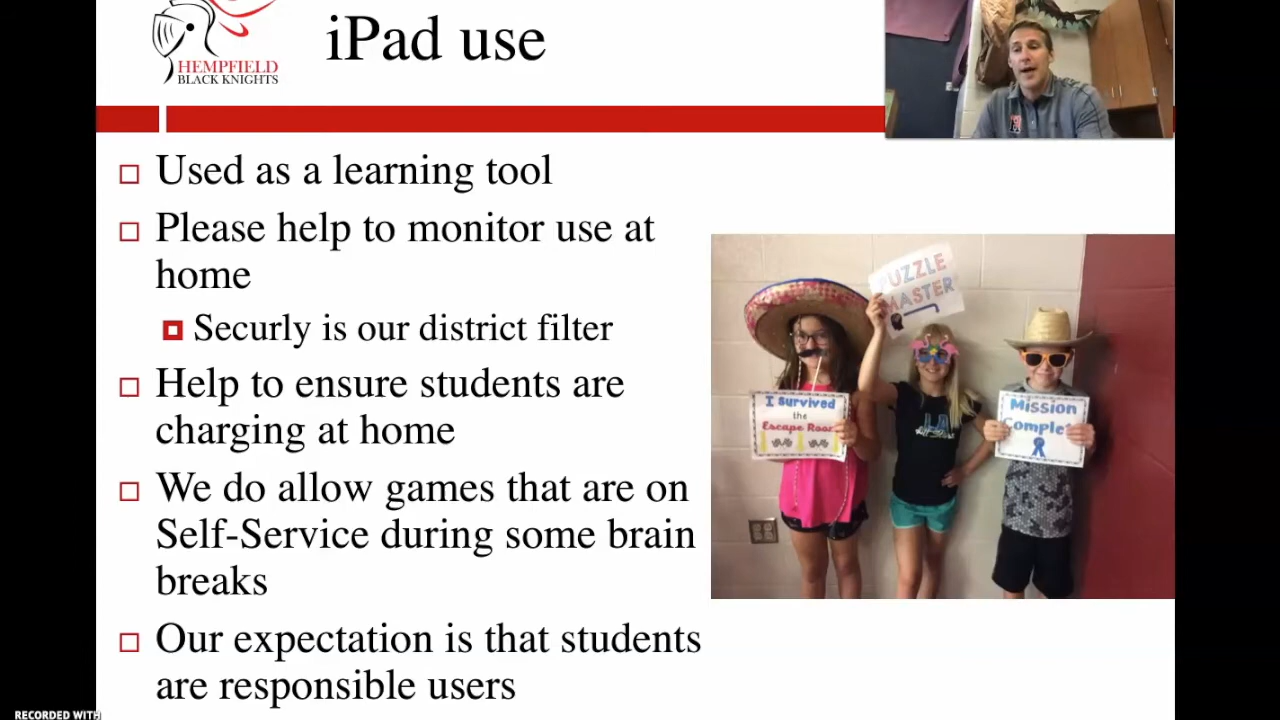 iPad use
HEMPFIELD
BLACK KNIGHTS
Used as a learning tool
Please help to monitor use at
home
Securly is our district filter
Help to ensure students are
charging at home
We do allow games that are on
Self-Service during some brain
breaks
Our expectation is that students
are responsible users
PUZZLE
MASTER
I survived
the
Escape Room
Mission
RECORDED WITH